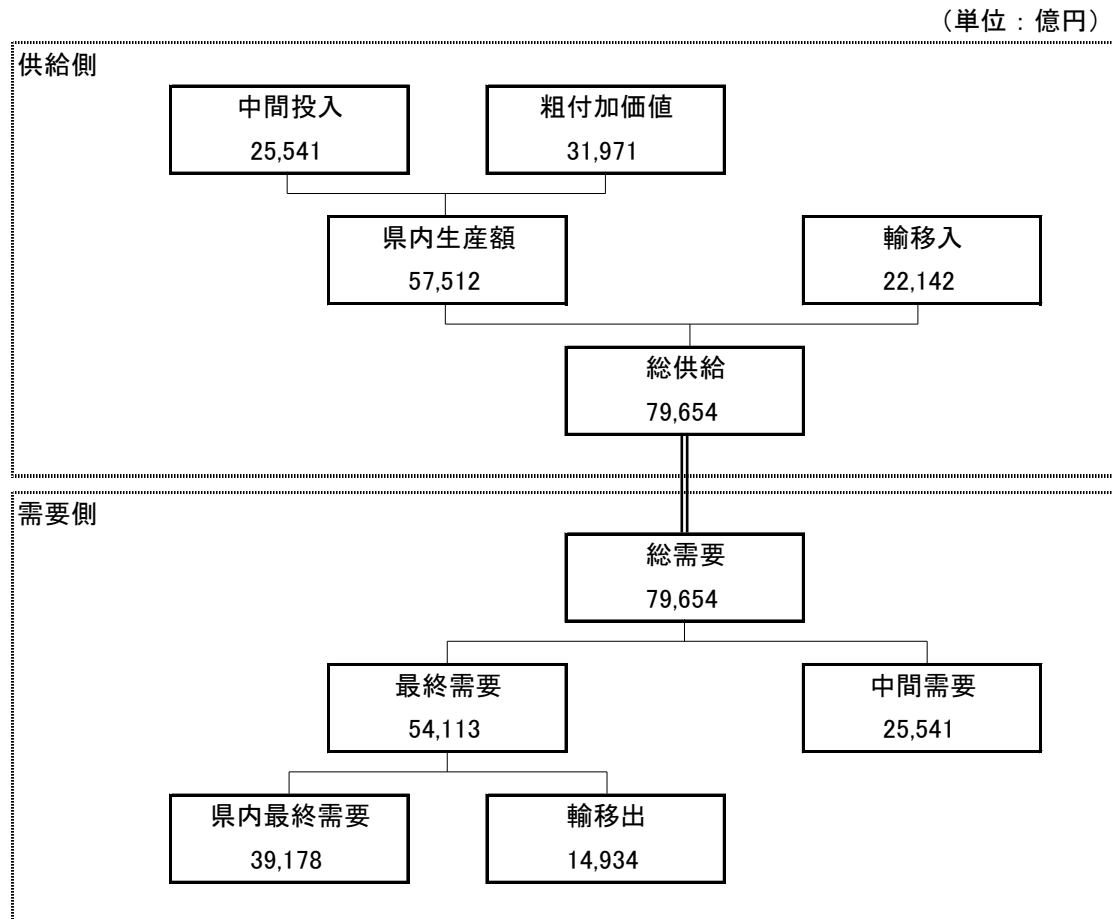 （単位：億円）
供給側
中間投入
25,541
粗付加価値
31,971
県内生産額
57,512
輸移入
22,142
総供給
79,654
需要側
総需要
79,654
最終需要
54,113
中間需要
25,541
県内最終需要
39,178
輸移出
14,934